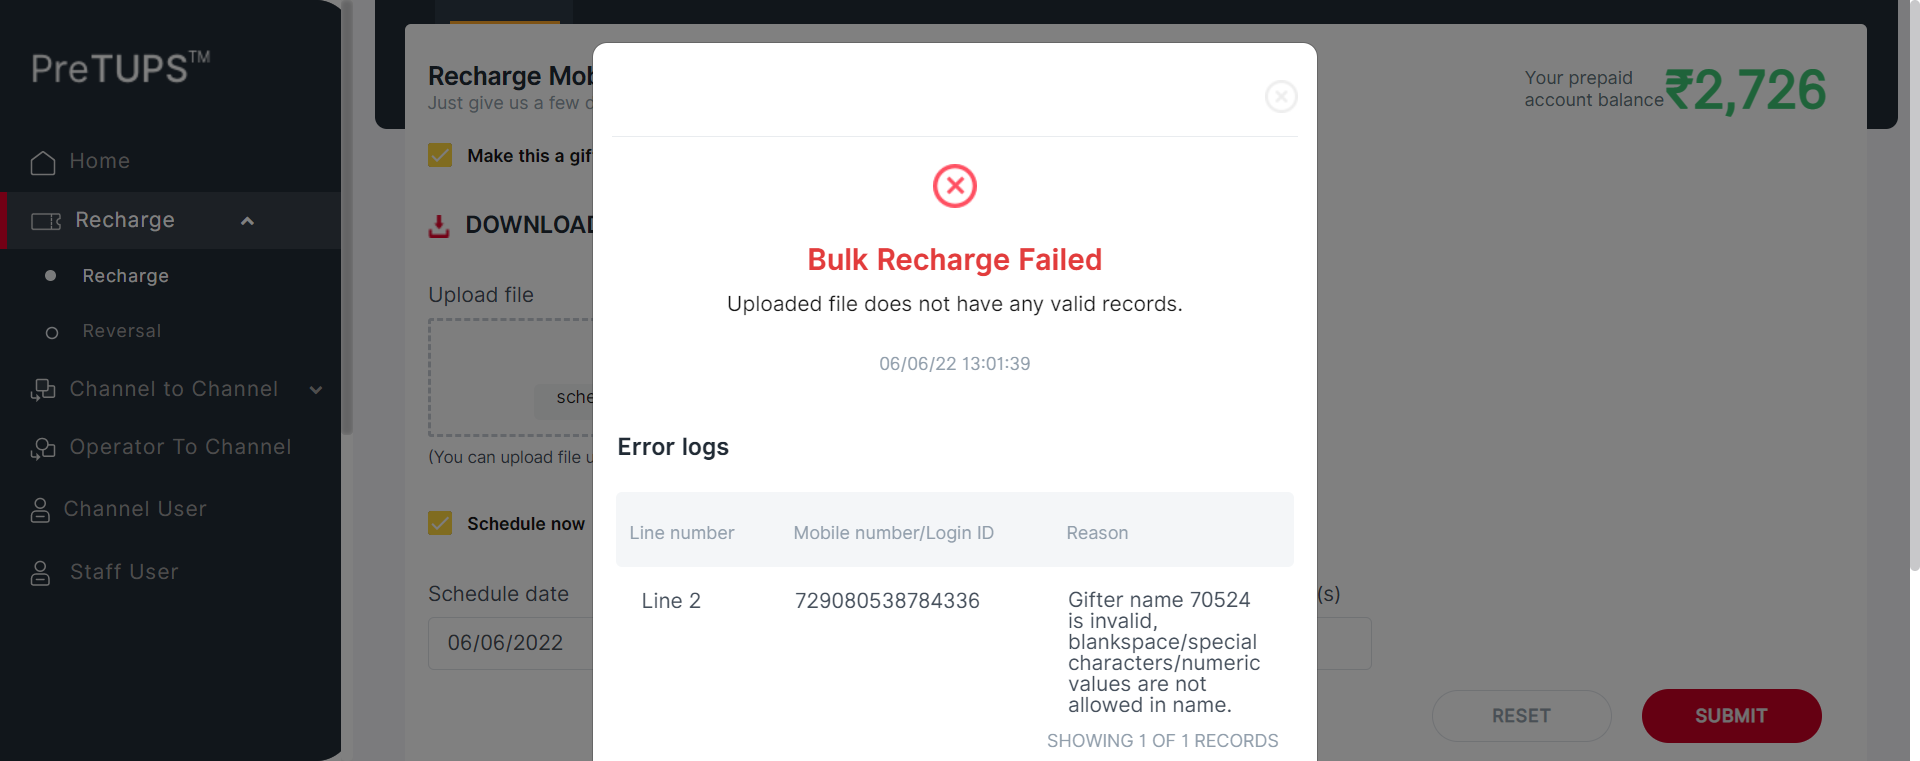 PreTUPS™
Home
Recharge
Recharge
Reversal
Channel to Channel
Operator To Channel
Channel User
Staff User
Recharge Mob
Just give us a few d
Your prepaid
account balance
₹2,726
Make this a gif
DOWNLOAD
Upload file
sche
(You can upload file u
Schedule now
Schedule date
(s)
06/06/2022
RESET
SUBMIT
Bulk Recharge Failed
Uploaded file does not have any valid records.
06/06/22 13:01:39
Error logs
Line number Mobile number/Login ID Reason
Line 2 729080538784336 Gifter name 70524
is invalid,
blankspace/special
characters/numeric
values are not
allowed in name.
SHOWING 1 OF 1 RECORDS